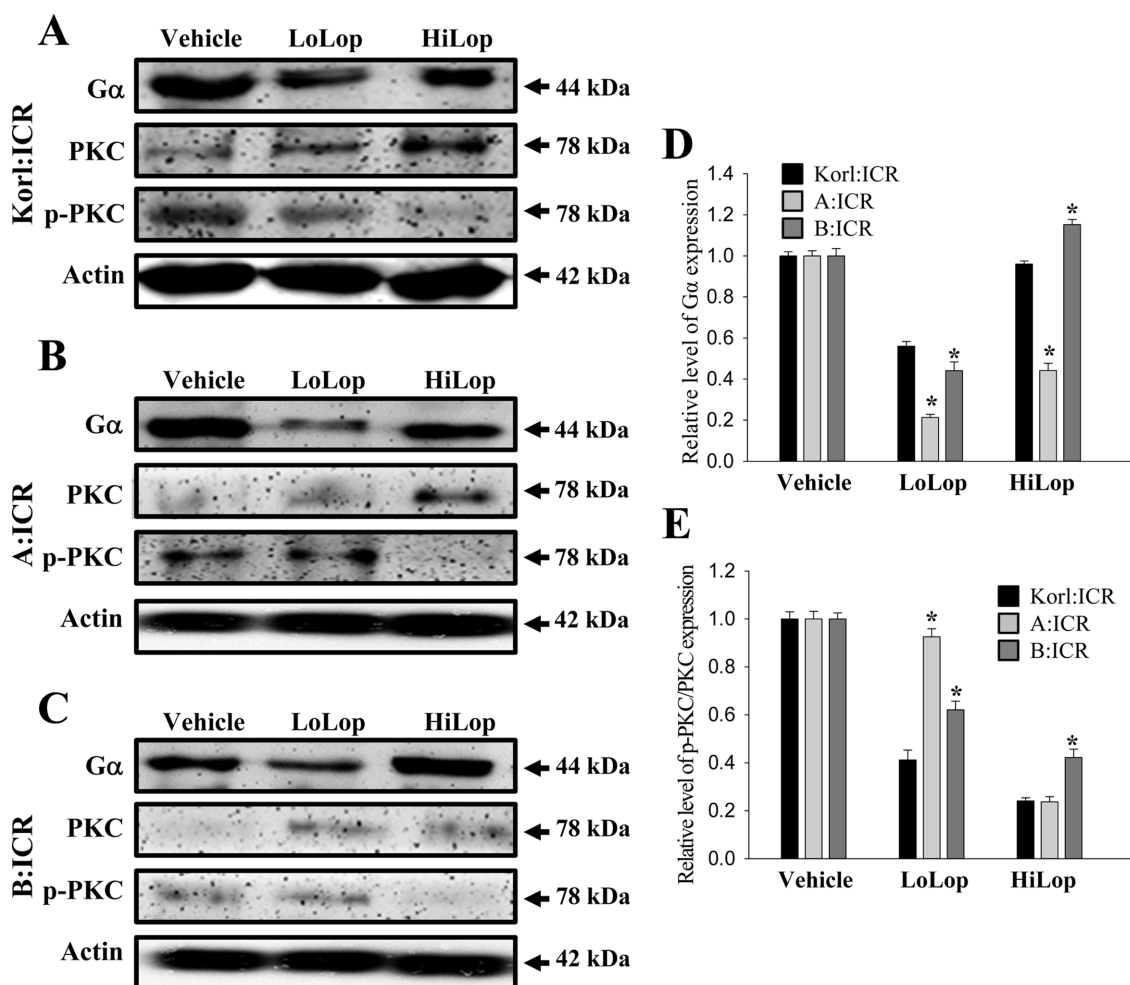 A
Vehicle LoLop HiLop
Korl:ICR
Gα 44 kDa
PKC 78 kDa
p-PKC 78 kDa
Actin 42 kDa
B
Vehicle LoLop HiLop
A:ICR
Gα 44 kDa
PKC 78 kDa
p-PKC 78 kDa
Actin 42 kDa
C
Vehicle LoLop HiLop
B:ICR
Gα 44 kDa
PKC 78 kDa
p-PKC 78 kDa
Actin 42 kDa
D
Relative level of Gα expression
1.4
1.2
1.0
0.8
0.6
0.4
0.2
0.0
Korl:ICR
A:ICR
B:ICR
* * * *
Vehicle LoLop HiLop
E
Relative level of p-PKC/PKC expression
1.2
1.0
0.8
0.6
0.4
0.2
0.0
Korl:ICR
A:ICR
B:ICR
* * *
Vehicle LoLop HiLop